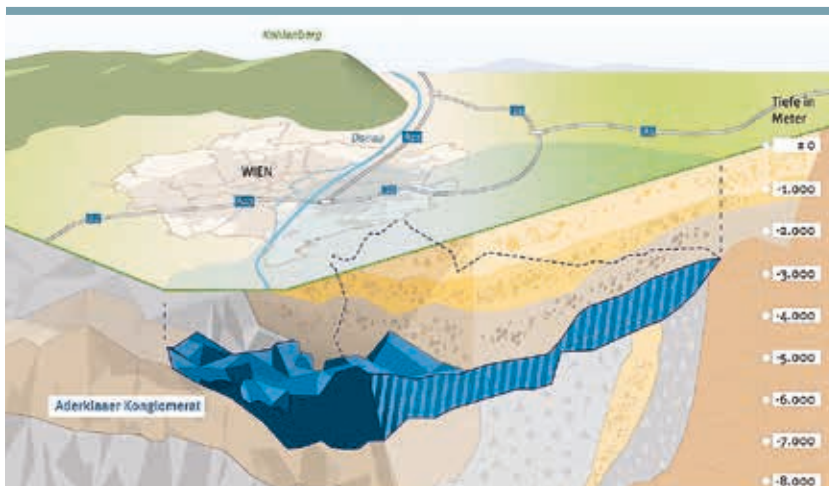 Kahlenberg
Tiefe in
Meter
± 0
Donau
WIEN
-1.000
-2.000
-3.000
-4.000
-5.000
Aderklaaer Konglomerat
-6.000
-7.000
-8.000